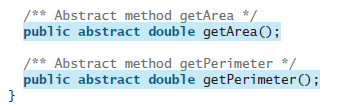 /** Abstract method getArea */
public abstract double getArea();
/** Abstract method getPerimeter */
public abstract double getPerimeter();
}